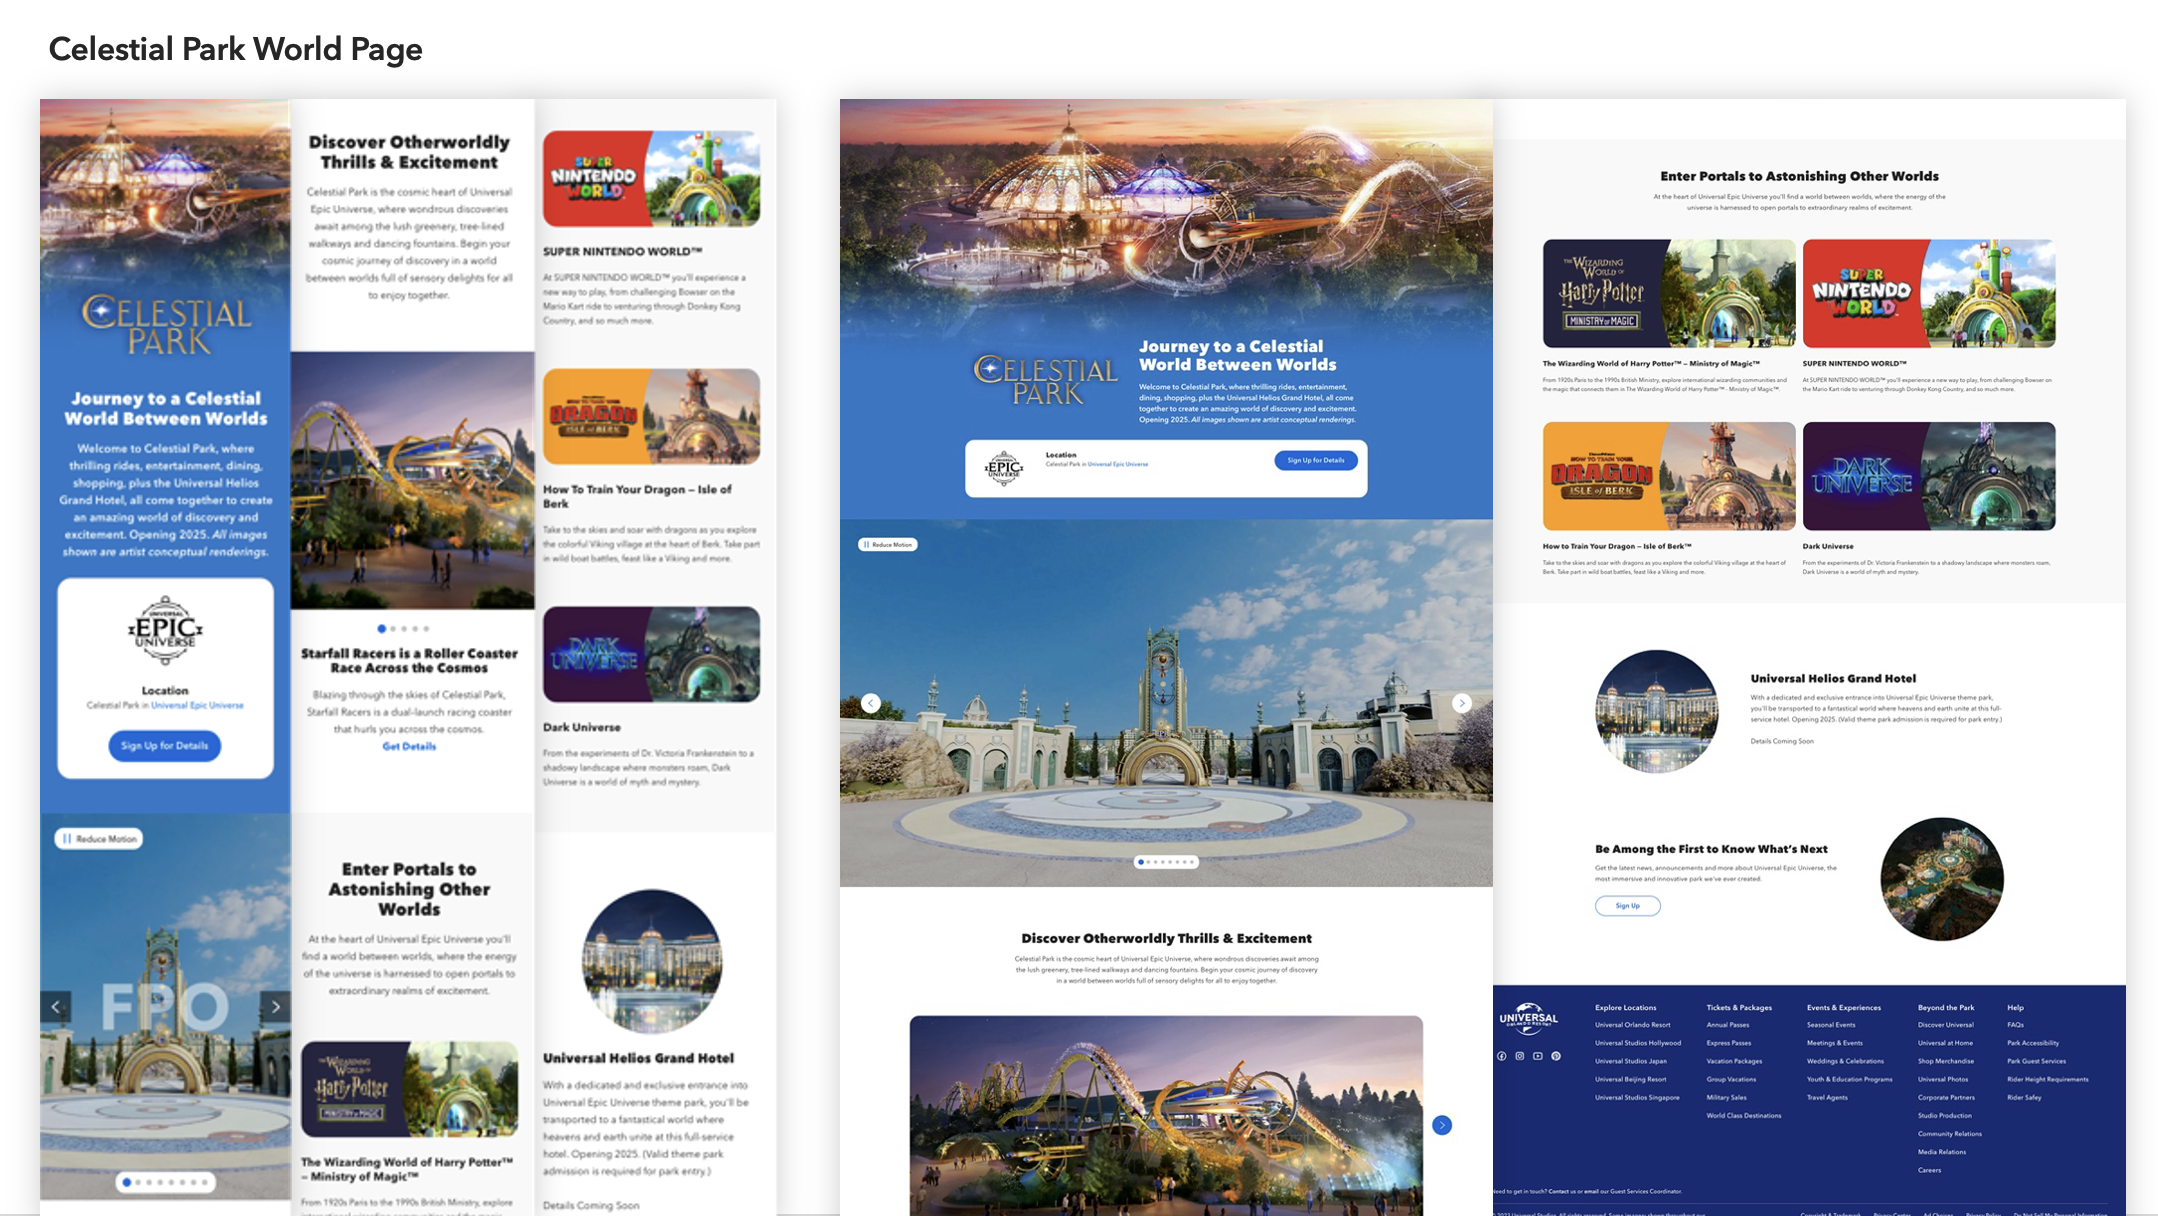 Celestial Park World Page
CELESTIAL
PARK
Journey to a Celestial
World Between Worlds
Welcome to Celestial Park, where
thrilling rides, entertainment, dining,
shopping, plus the Universal Helios
Grand Hotel, all come together to create
an amazing world of discovery and
excitement. Opening 2025. All images
shown are artist conceptual renderings.
UNIVERSAL
EPIC
UNIVERSE
Location
Celestial Park in Universal Epic Universe
Sign Up for Details
Reduce Motion
FPO
Discover Otherworldly
Thrills & Excitement
Celestial Park is the cosmic heart of Universal
Epic Universe, where wondrous discoveries
await among the lush greenery, tree-lined
walkways and dancing fountains. Begin your
cosmic journey of discovery in a world
between worlds full of sensory delights for all
to enjoy together.
Starfall Racers is a Roller Coaster
Race Across the Cosmos
Blazing through the skies of Celestial Park,
Starfall Racers is a dual-launch racing coaster
that hurls you across the cosmos.
Get Details
Enter Portals to
Astonishing Other
Worlds
At the heart of Universal Epic Universe you'll
find a world between worlds, where the energy
of the universe is harnessed to open portals to
extraordinary realms of excitement.
THE WIZARDING
WORLD OF
Harry Potter
MINISTRY OF MAGIC
The Wizarding World of Harry Potter™
– Ministry of Magic™
From 1920s Paris to the 1990s British Ministry, explore
international wizarding communities and the magic
SUPER
NINTENDO
WORLD
SUPER NINTENDO WORLD™
At SUPER NINTENDO WORLD™ you'll experience a
new way to play, from challenging Bowser on the
Mario Kart ride to venturing through Donkey Kong
Country, and so much more.
HOW TO TRAIN YOUR
DRAGON
ISLE of BERK
How To Train Your Dragon – Isle of
Berk
Take to the skies and soar with dragons as you explore
the colorful Viking village at the heart of Berk. Take part
in wild boat battles, feast like a Viking and more.
DARK
UNIVERSE
Dark Universe
From the experiments of Dr. Victoria Frankenstein to a
shadowy landscape where monsters roam, Dark
Universe is a world of myth and mystery.
Universal Helios Grand Hotel
With a dedicated and exclusive entrance into
Universal Epic Universe theme park, you'll be
transported to a fantastical world where
heavens and earth unite at this full-service
hotel. Opening 2025. (Valid theme park
admission is required for park entry.)
Details Coming Soon
CELESTIAL
PARK
Journey to a Celestial
World Between Worlds
Welcome to Celestial Park, where thrilling rides, entertainment,
dining, shopping, plus the Universal Helios Grand Hotel, all come
together to create an amazing world of discovery and excitement.
Opening 2025. All images shown are artist conceptual renderings.
UNIVERSAL
EPIC
UNIVERSE
Location
Celestial Park in Universal Epic Universe
Sign Up for Details
Reduce Motion
Discover Otherworldly Thrills & Excitement
Celestial Park is the cosmic heart of Universal Epic Universe, where wondrous discoveries await among
the lush greenery, tree-lined walkways and dancing fountains. Begin your cosmic journey of discovery
in a world between worlds full of sensory delights for all to enjoy together.
Enter Portals to Astonishing Other Worlds
At the heart of Universal Epic Universe you'll find a world between worlds, where the energy of the
universe is harnessed to open portals to extraordinary realms of excitement.
THE WIZARDING
WORLD OF
Harry Potter
MINISTRY OF MAGIC
The Wizarding World of Harry Potter™ – Ministry of Magic™
From 1920s Paris to the 1990s British Ministry, explore international wizarding communities and
the magic that connects them in The Wizarding World of Harry Potter™ - Ministry of Magic™.
SUPER
NINTENDO
WORLD
SUPER NINTENDO WORLD™
At SUPER NINTENDO WORLD™ you'll experience a new way to play, from challenging Bowser on
the Mario Kart ride to venturing through Donkey Kong Country, and so much more.
HOW TO TRAIN YOUR
DRAGON
ISLE of BERK
How to Train Your Dragon – Isle of Berk™
Take to the skies and soar with dragons as you explore the colorful Viking village at the heart of
Berk. Take part in wild boat battles, feast like a Viking and more.
DARK
UNIVERSE
Dark Universe
From the experiments of Dr. Victoria Frankenstein to a shadowy landscape where monsters roam,
Dark Universe is a world of myth and mystery.
Universal Helios Grand Hotel
With a dedicated and exclusive entrance into Universal Epic Universe theme park,
you'll be transported to a fantastical world where heavens and earth unite at this full-
service hotel. Opening 2025. (Valid theme park admission is required for park entry.)
Details Coming Soon
Be Among the First to Know What's Next
Get the latest news, announcements and more about Universal Epic Universe, the
most immersive and innovative park we've ever created.
Sign Up
UNIVERSAL
ORLANDO RESORT
Explore Locations
Universal Orlando Resort
Universal Studios Hollywood
Universal Studios Japan
Universal Beijing Resort
Universal Studios Singapore
Tickets & Packages
Annual Passes
Express Passes
Vacation Packages
Group Vacations
Military Sales
World Class Destinations
Events & Experiences
Seasonal Events
Meetings & Events
Weddings & Celebrations
Youth & Education Programs
Travel Agents
Beyond the Park
Discover Universal
Universal at Home
Shop Merchandise
Universal Photos
Corporate Partners
Studio Production
Community Relations
Media Relations
Careers
Help
FAQs
Park Accessibility
Park Guest Services
Rider Height Requirements
Rider Safey
Need to get in touch? Contact us or email our Guest Services Coordinator.